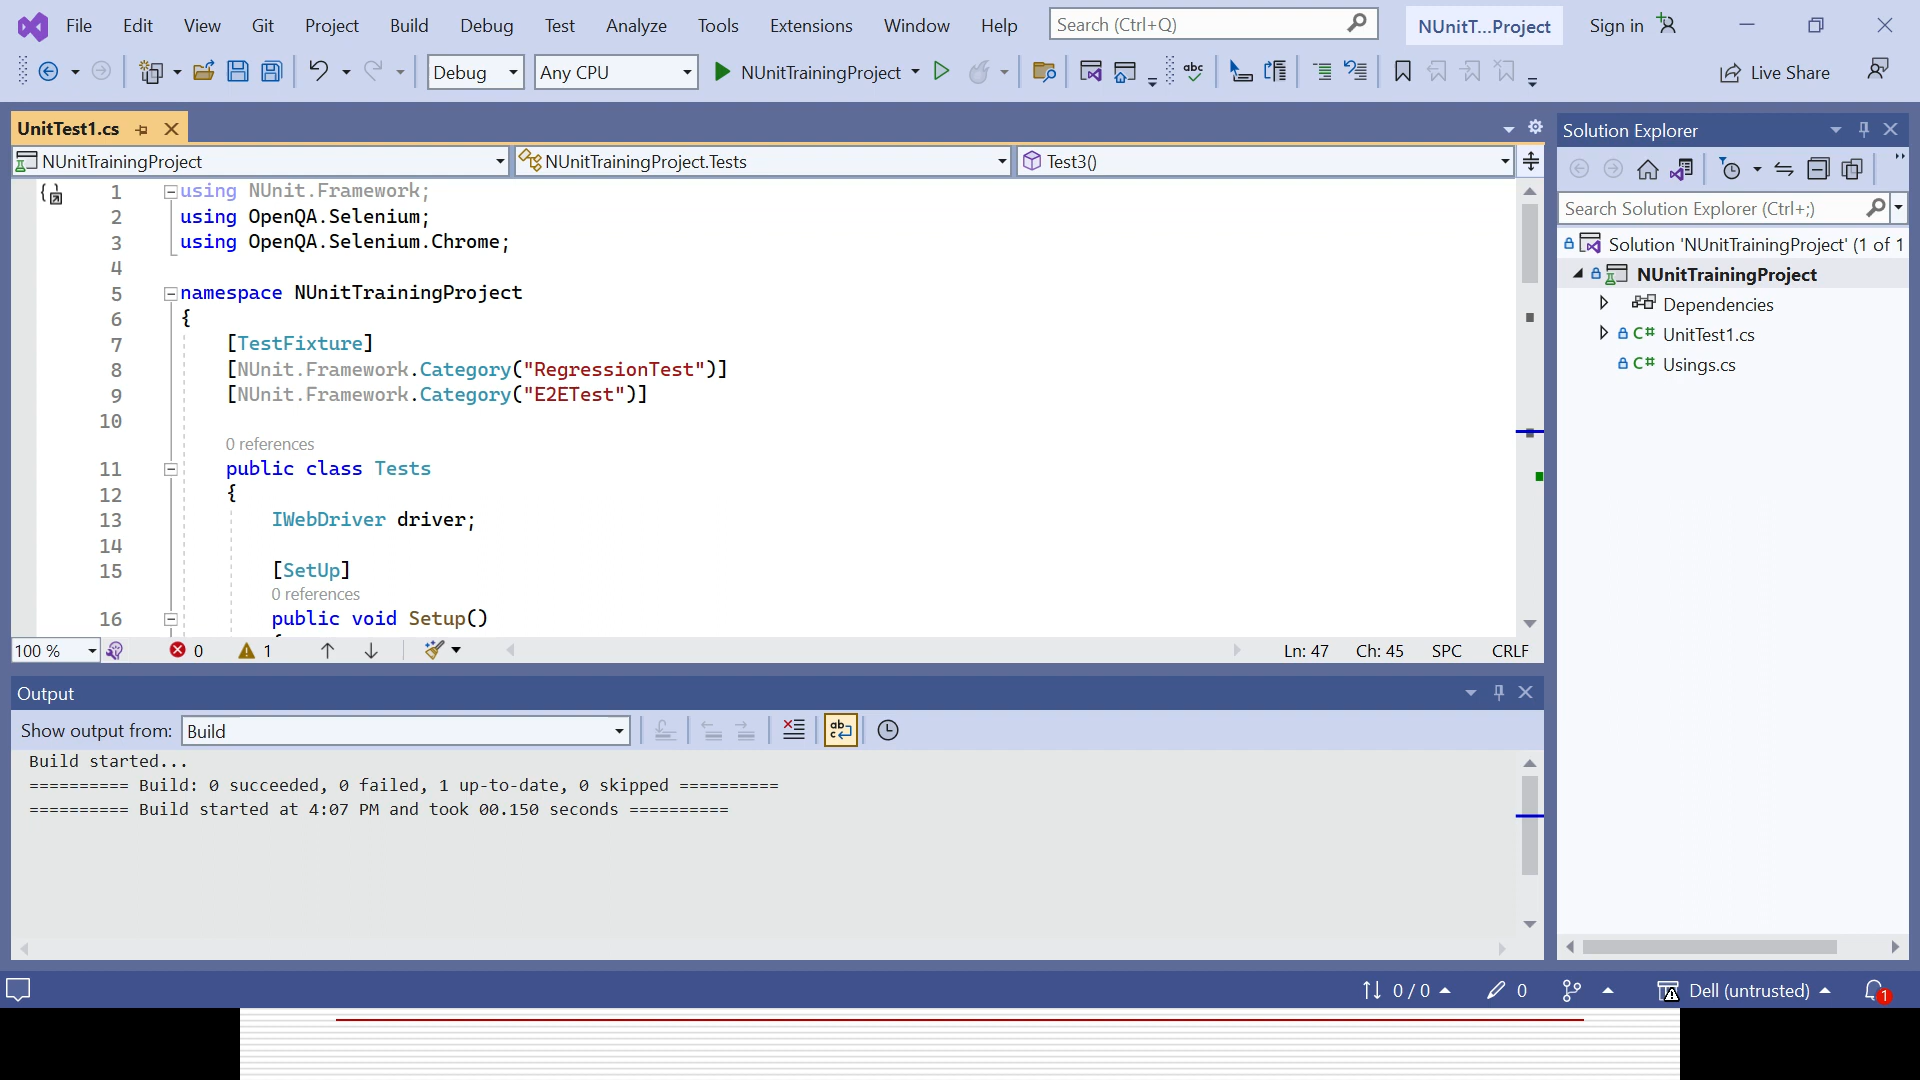 File Edit View Git Project Build Debug Test Analyze Tools Extensions Window Help Search (Ctrl+Q) NUnitT...Project Sign in
Debug Any CPU NUnitTrainingProject Live Share
UnitTest1.cs
NUnitTrainingProject NUnitTrainingProject.Tests Test3()
1 using NUnit.Framework;
2 using OpenQA.Selenium;
3 using OpenQA.Selenium.Chrome;
4
5 namespace NUnitTrainingProject
6 {
7 [TestFixture]
8 [NUnit.Framework.Category("RegressionTest")]
9 [NUnit.Framework.Category("E2ETest")]
10
0 references
11 public class Tests
12 {
13 IWebDriver driver;
14
15 [SetUp]
0 references
16 public void Setup()
100 % 0 1 Ln: 47 Ch: 45 SPC CRLF
Output
Show output from: Build
Build started...
========== Build: 0 succeeded, 0 failed, 1 up-to-date, 0 skipped ==========
========== Build started at 4:07 PM and took 00.150 seconds ==========
Solution Explorer
Search Solution Explorer (Ctrl+;)
Solution 'NUnitTrainingProject' (1 of 1
NUnitTrainingProject
Dependencies
C# UnitTest1.cs
C# Usings.cs
0 / 0 0 Dell (untrusted) 1